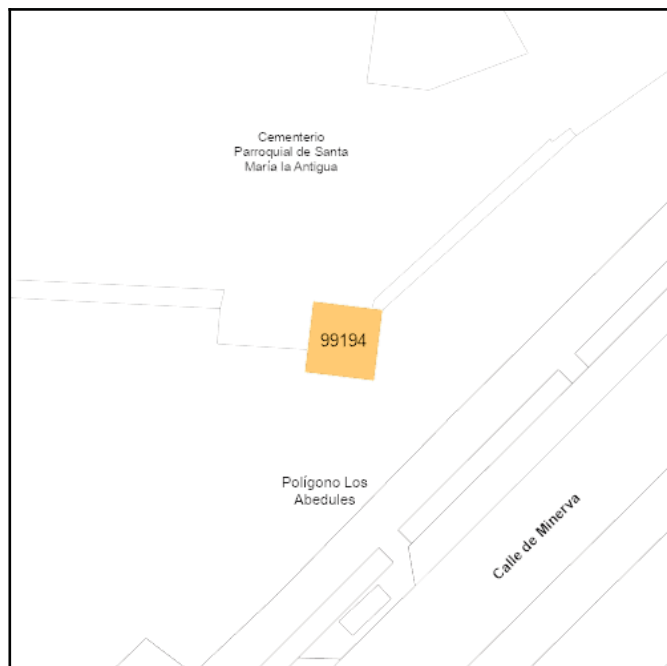 Cementerio
Parroquial de Santa
María la Antigua
99194
Polígono Los
Abedules
Calle de Minerva